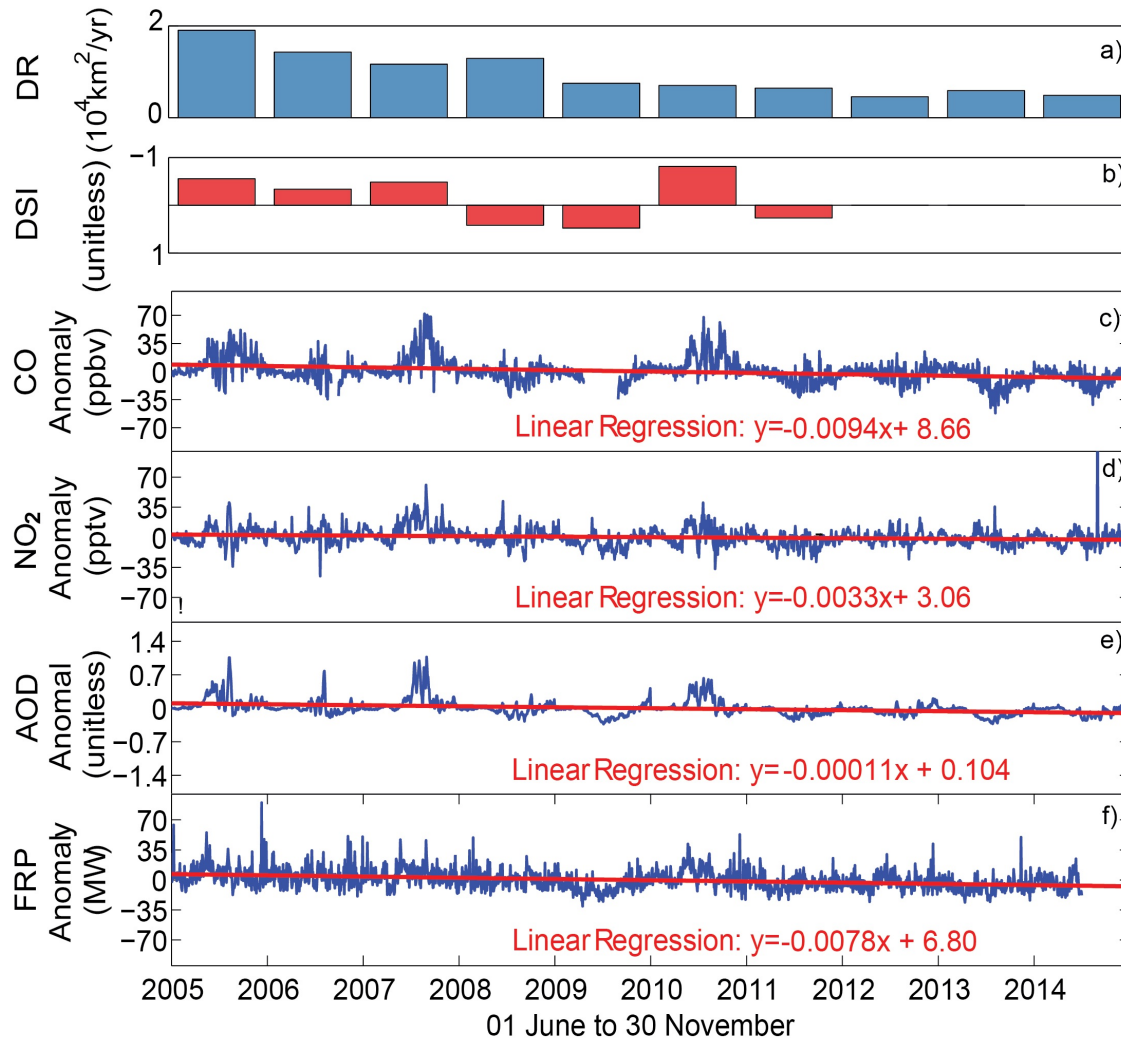 DR
(10⁴km²/yr)
2
0
a)
DSI
(unitless)
−1
1
b)
CO
Anomaly
(ppbv)
70
35
0
−35
−70
c)
Linear Regression: y=-0.0094x+ 8.66
NO₂
Anomaly
(pptv)
70
35
0
−35
−70
d)
Linear Regression: y=-0.0033x+ 3.06
AOD
Anomal
(unitless)
1.4
0.7
0
−0.7
−1.4
e)
Linear Regression: y=-0.00011x + 0.104
FRP
Anomaly
(MW)
70
35
0
−35
−70
f)
Linear Regression: y=-0.0078x + 6.80
2005 2006 2007 2008 2009 2010 2011 2012 2013 2014
01 June to 30 November